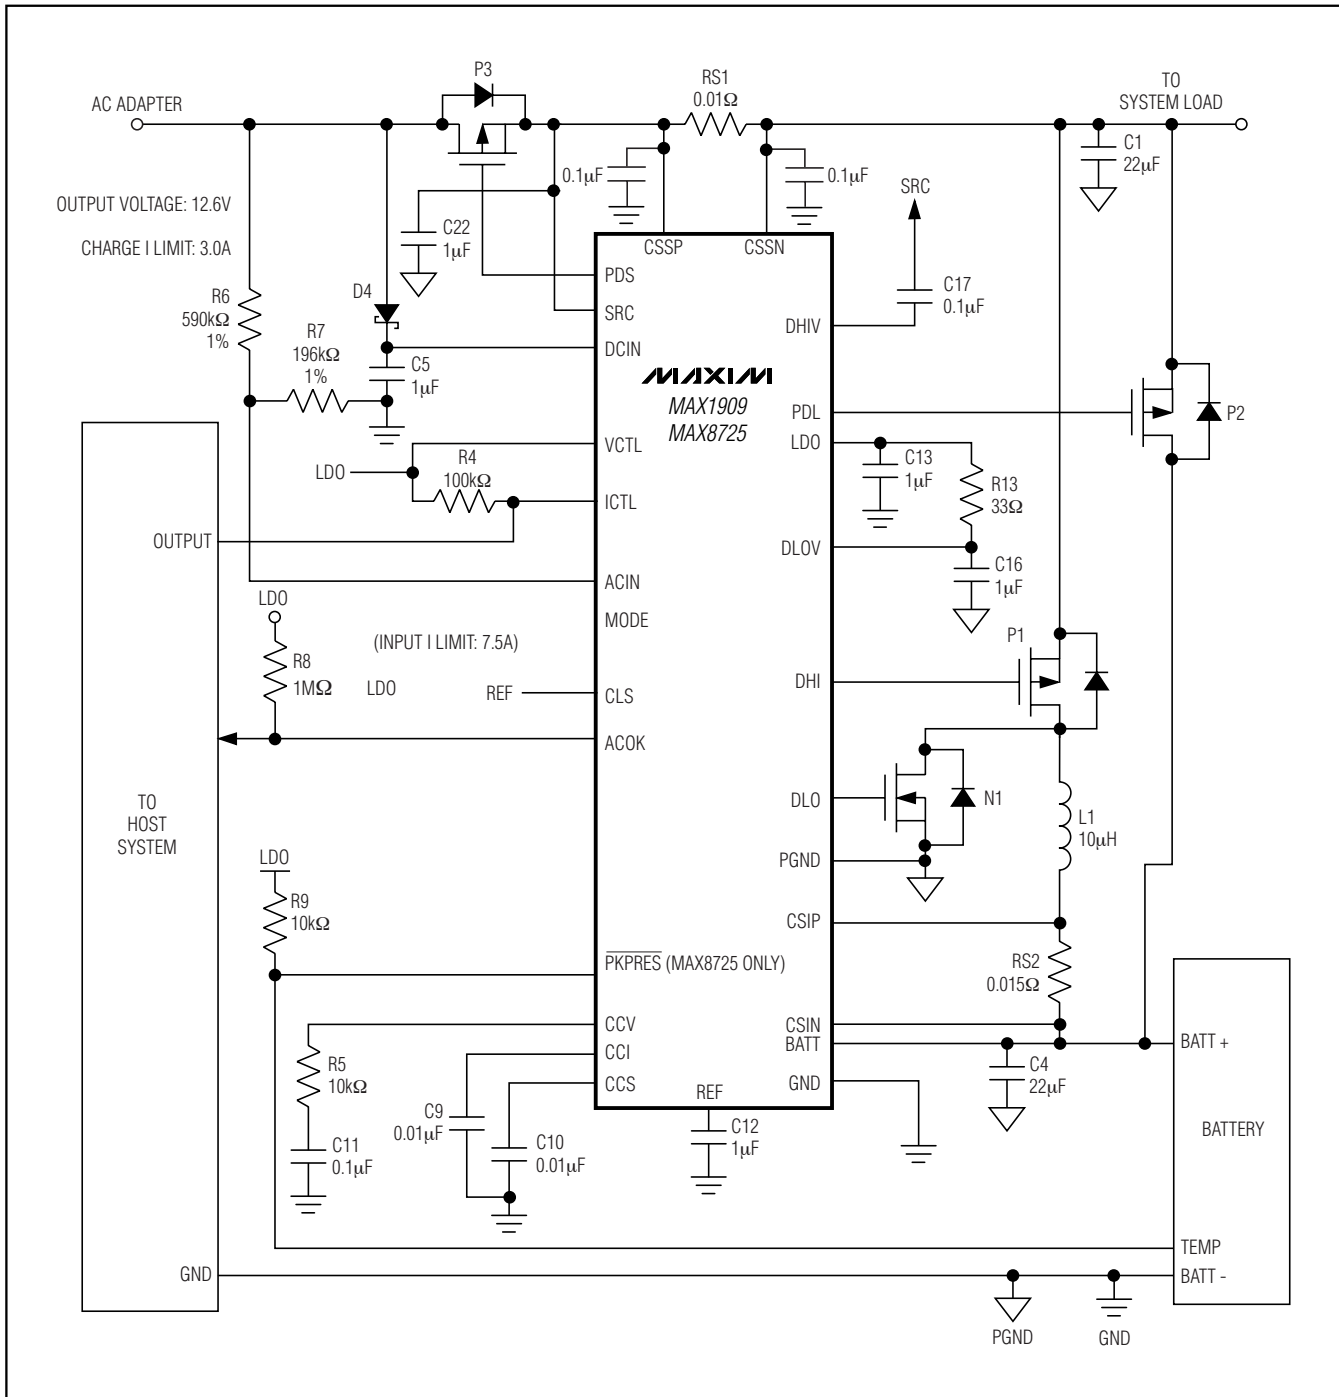 P3
RS1
0.01Ω
TO
SYSTEM LOAD
AC ADAPTER
C1
22μF
0.1μF
0.1μF
SRC
OUTPUT VOLTAGE: 12.6V
CHARGE I LIMIT: 3.0A
C22
1μF
CSSP
CSSN
PDS
C17
0.1μF
D4
R6
590kΩ
1%
SRC
DHIV
R7
196kΩ
1%
DCIN
C5
1μF
MAXIM
MAX1909
MAX8725
PDL
P2
VCTL
LDO
LDO
R4
100kΩ
C13
1μF
R13
33Ω
ICTL
OUTPUT
DLOV
C16
1μF
ACIN
LDO
MODE
(INPUT I LIMIT: 7.5A)
P1
R8
1MΩ
LDO
REF
CLS
DHI
ACOK
TO
HOST
SYSTEM
DLO
N1
L1
10μH
LDO
PGND
R9
10kΩ
CSIP
PKPRES (MAX8725 ONLY)
RS2
0.015Ω
CCV
CSIN
BATT
BATT +
CCI
R5
10kΩ
CCS
REF
GND
C4
22μF
C9
0.01μF
C12
1μF
BATTERY
C11
0.1μF
C10
0.01μF
TEMP
GND
BATT -
PGND
GND